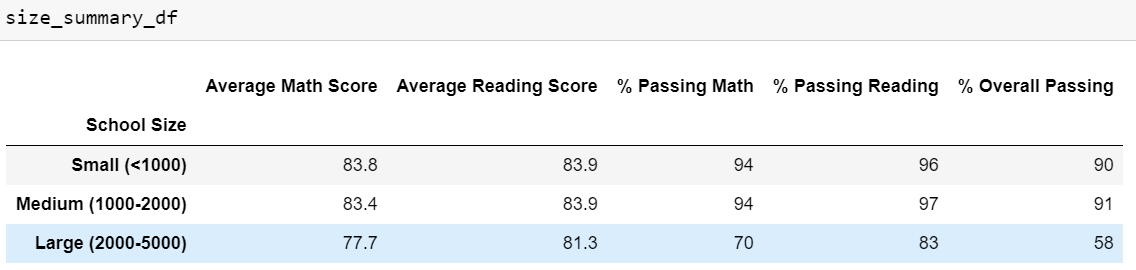 size_summary_df
Average Math Score Average Reading Score % Passing Math % Passing Reading % Overall Passing
School Size
Small (<1000) 83.8 83.9 94 96 90
Medium (1000-2000) 83.4 83.9 94 97 91
Large (2000-5000) 77.7 81.3 70 83 58